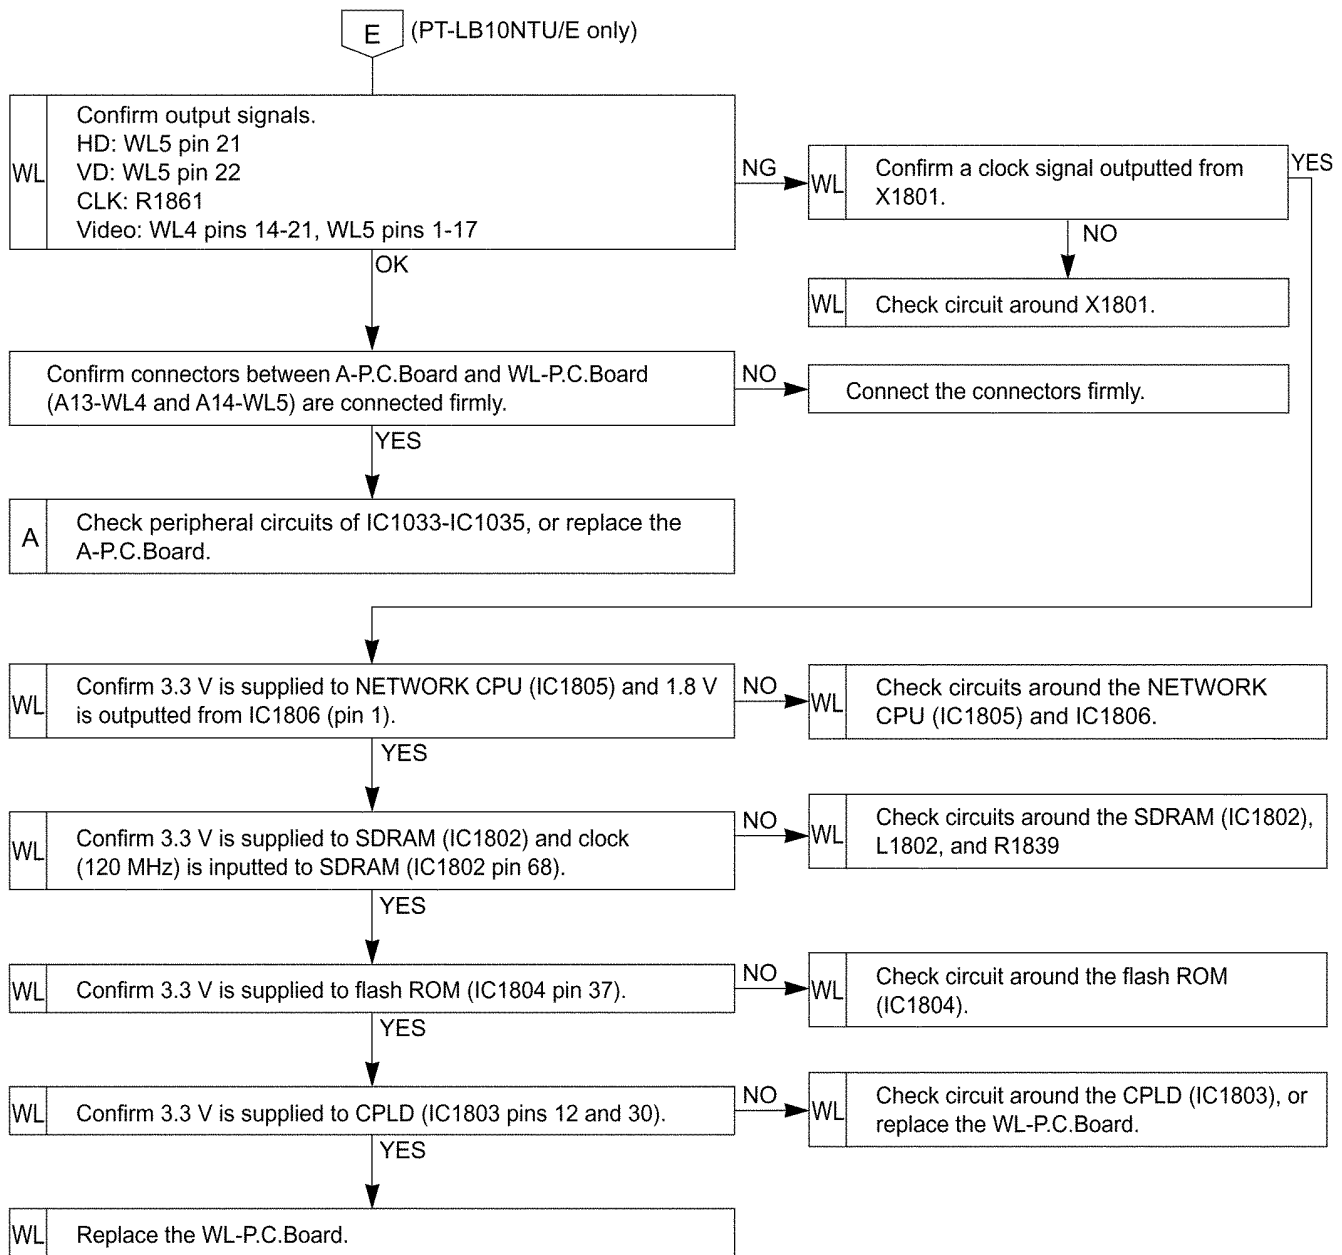 E (PT-LB10NTU/E only)
WL
Confirm output signals.
HD: WL5 pin 21
VD: WL5 pin 22
CLK: R1861
Video: WL4 pins 14-21, WL5 pins 1-17
NG
WL
Confirm a clock signal outputted from
X1801.
YES
NO
WL
Check circuit around X1801.
OK
Confirm connectors between A-P.C.Board and WL-P.C.Board
(A13-WL4 and A14-WL5) are connected firmly.
NO
Connect the connectors firmly.
YES
A
Check peripheral circuits of IC1033-IC1035, or replace the
A-P.C.Board.
WL
Confirm 3.3 V is supplied to NETWORK CPU (IC1805) and 1.8 V
is outputted from IC1806 (pin 1).
NO
WL
Check circuits around the NETWORK
CPU (IC1805) and IC1806.
YES
WL
Confirm 3.3 V is supplied to SDRAM (IC1802) and clock
(120 MHz) is inputted to SDRAM (IC1802 pin 68).
NO
WL
Check circuits around the SDRAM (IC1802),
L1802, and R1839
YES
WL
Confirm 3.3 V is supplied to flash ROM (IC1804 pin 37).
NO
WL
Check circuit around the flash ROM
(IC1804).
YES
WL
Confirm 3.3 V is supplied to CPLD (IC1803 pins 12 and 30).
NO
WL
Check circuit around the CPLD (IC1803), or
replace the WL-P.C.Board.
YES
WL
Replace the WL-P.C.Board.